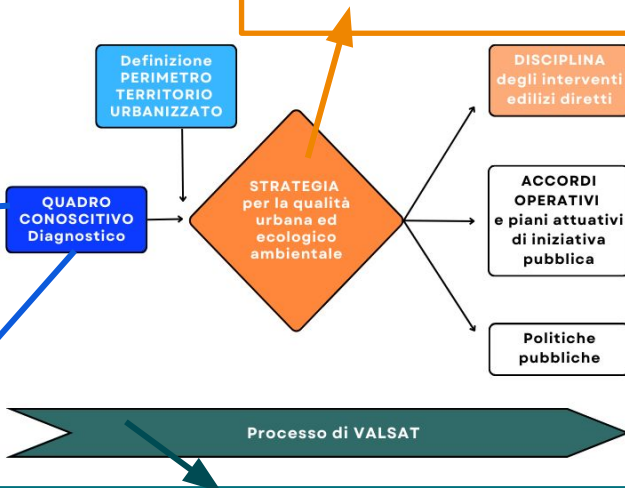 Definizione
PERIMETRO
TERRITORIO
URBANIZZATO
DISCIPLINA
degli interventi
edilizi diretti
QUADRO
CONOSCITIVO
Diagnostico
STRATEGIA
per la qualità
urbana ed
ecologico
ambientale
ACCORDI
OPERATIVI
e piani attuativi
di iniziativa
pubblica
Politiche
pubbliche
Processo di VALSAT